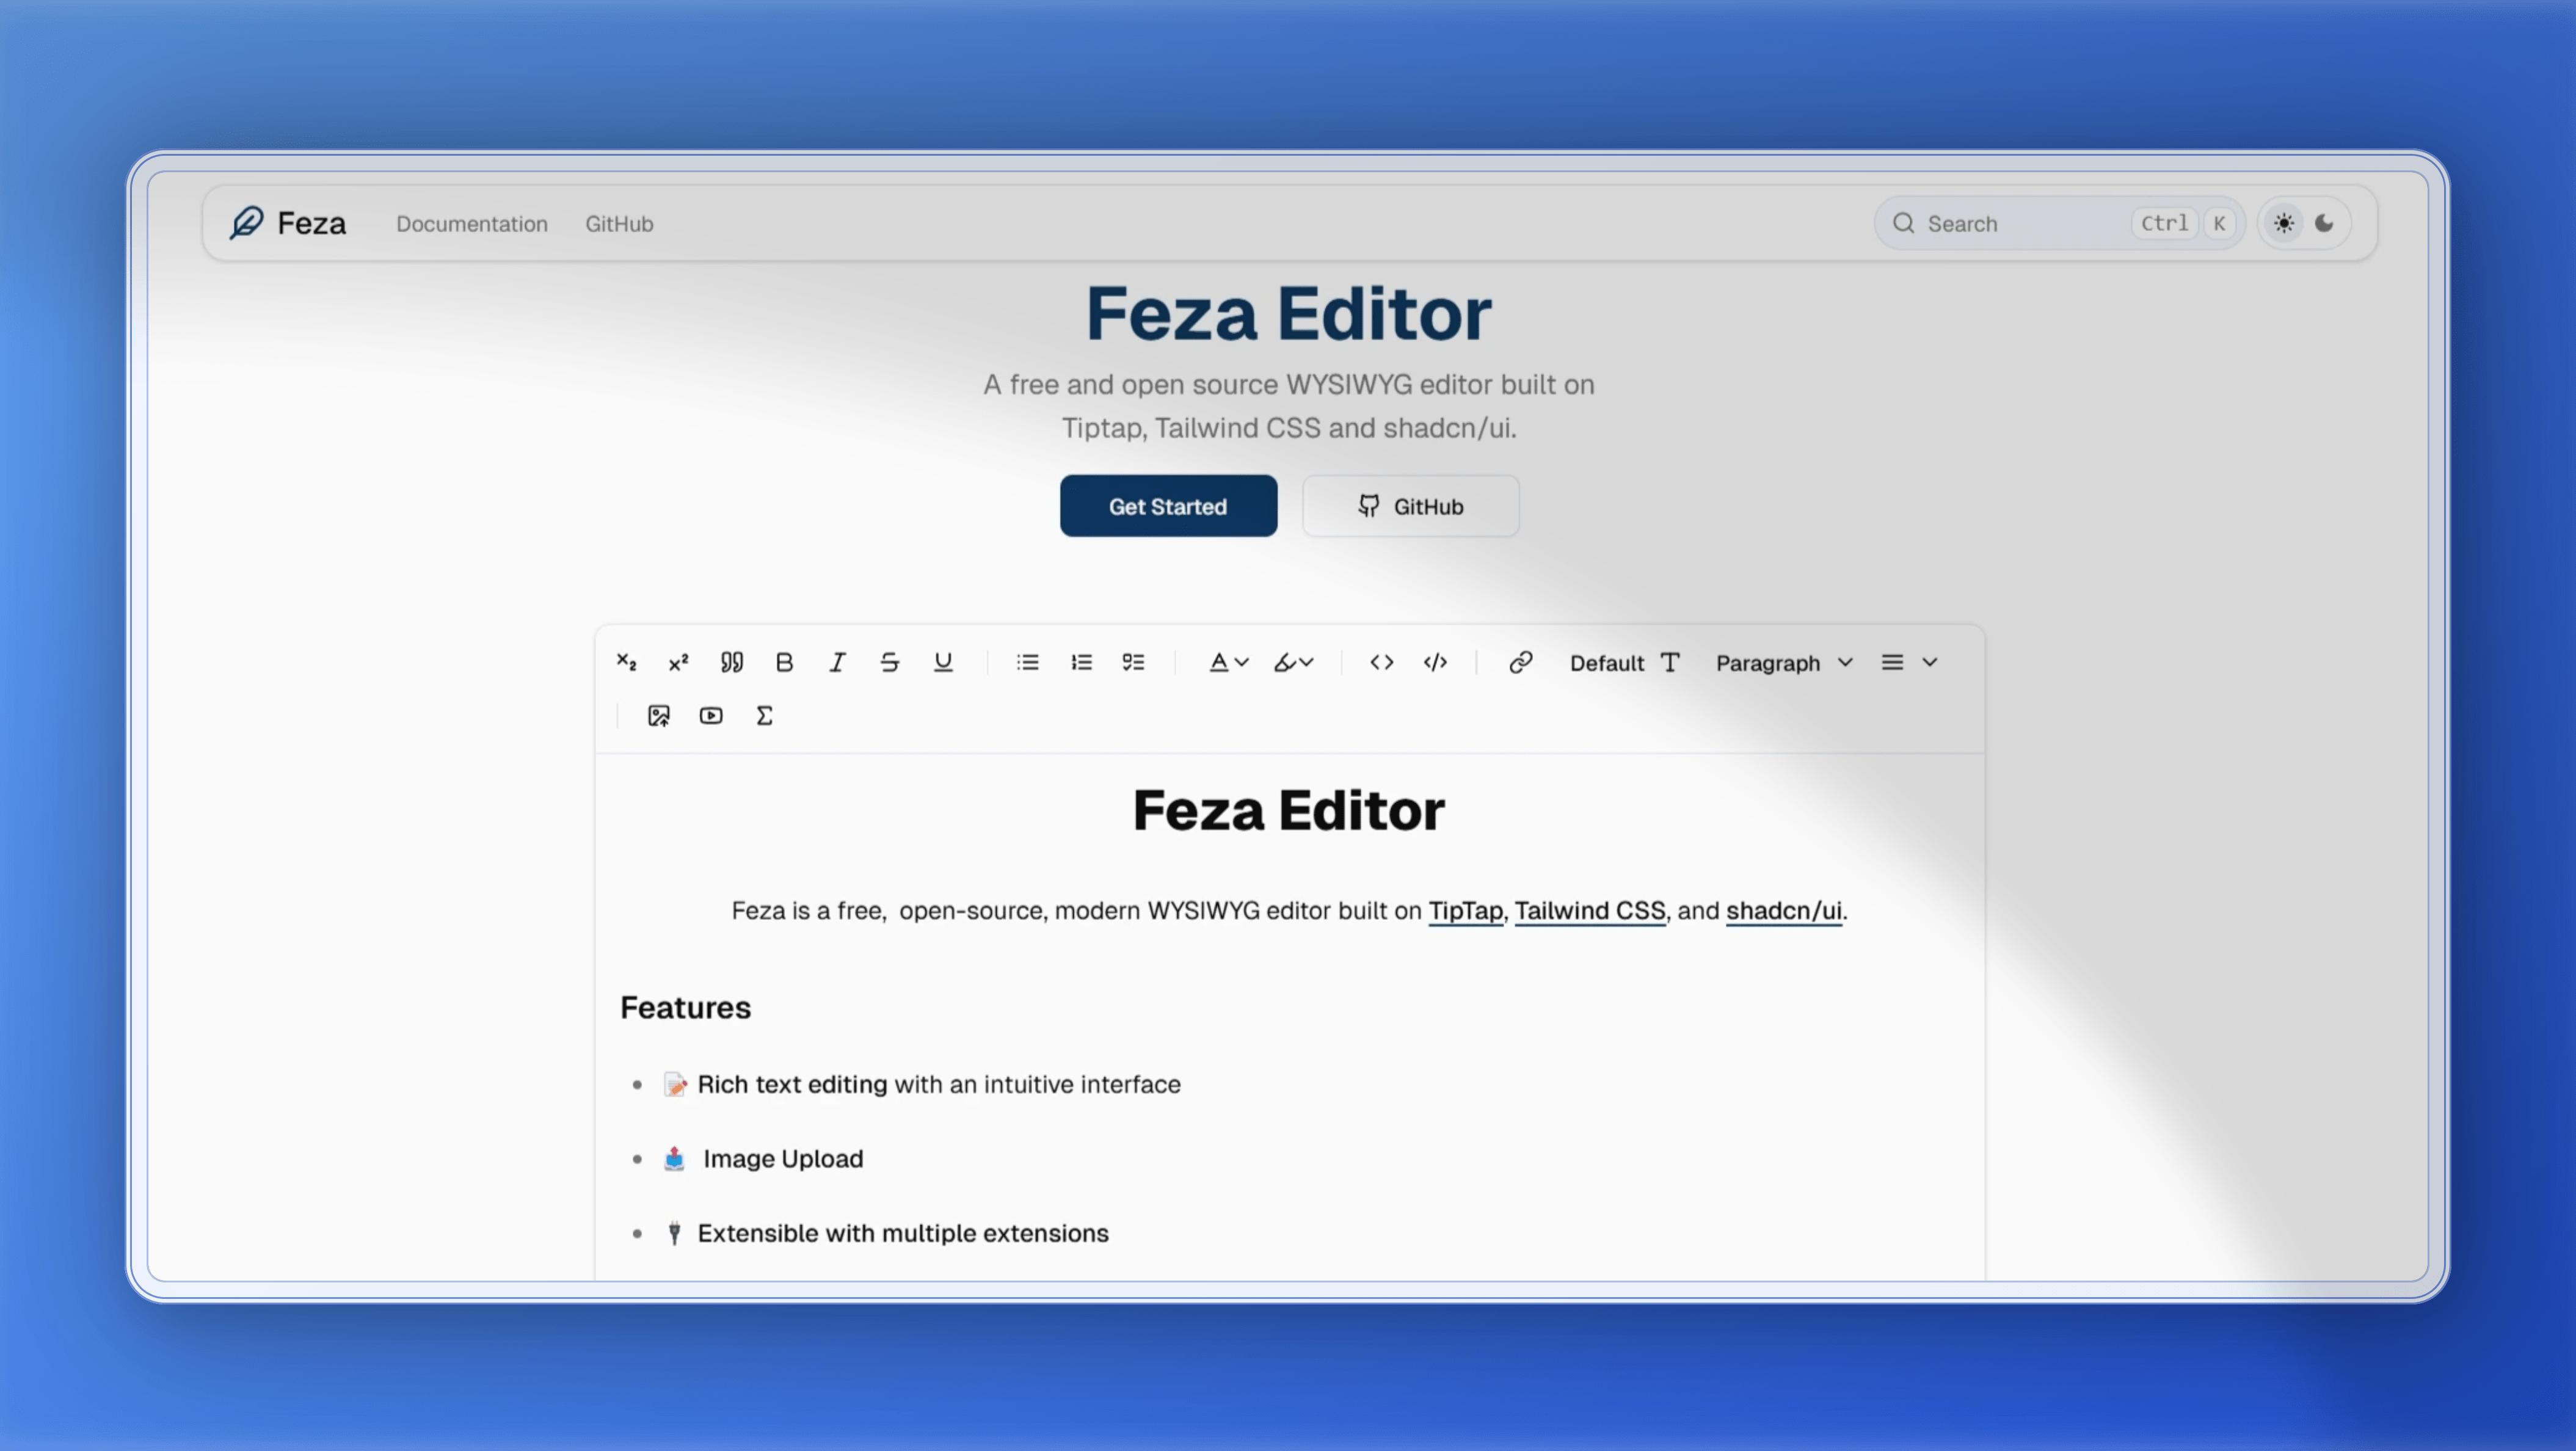 Feza
Documentation
GitHub
Search
Ctrl K
Feza Editor
A free and open source WYSIWYG editor built on
Tiptap, Tailwind CSS and shadcn/ui.
Get Started
GitHub
Default
Paragraph
Feza Editor
Feza is a free,  open-source, modern WYSIWYG editor built on TipTap, Tailwind CSS, and shadcn/ui.
Features
Rich text editing with an intuitive interface
Image Upload
Extensible with multiple extensions